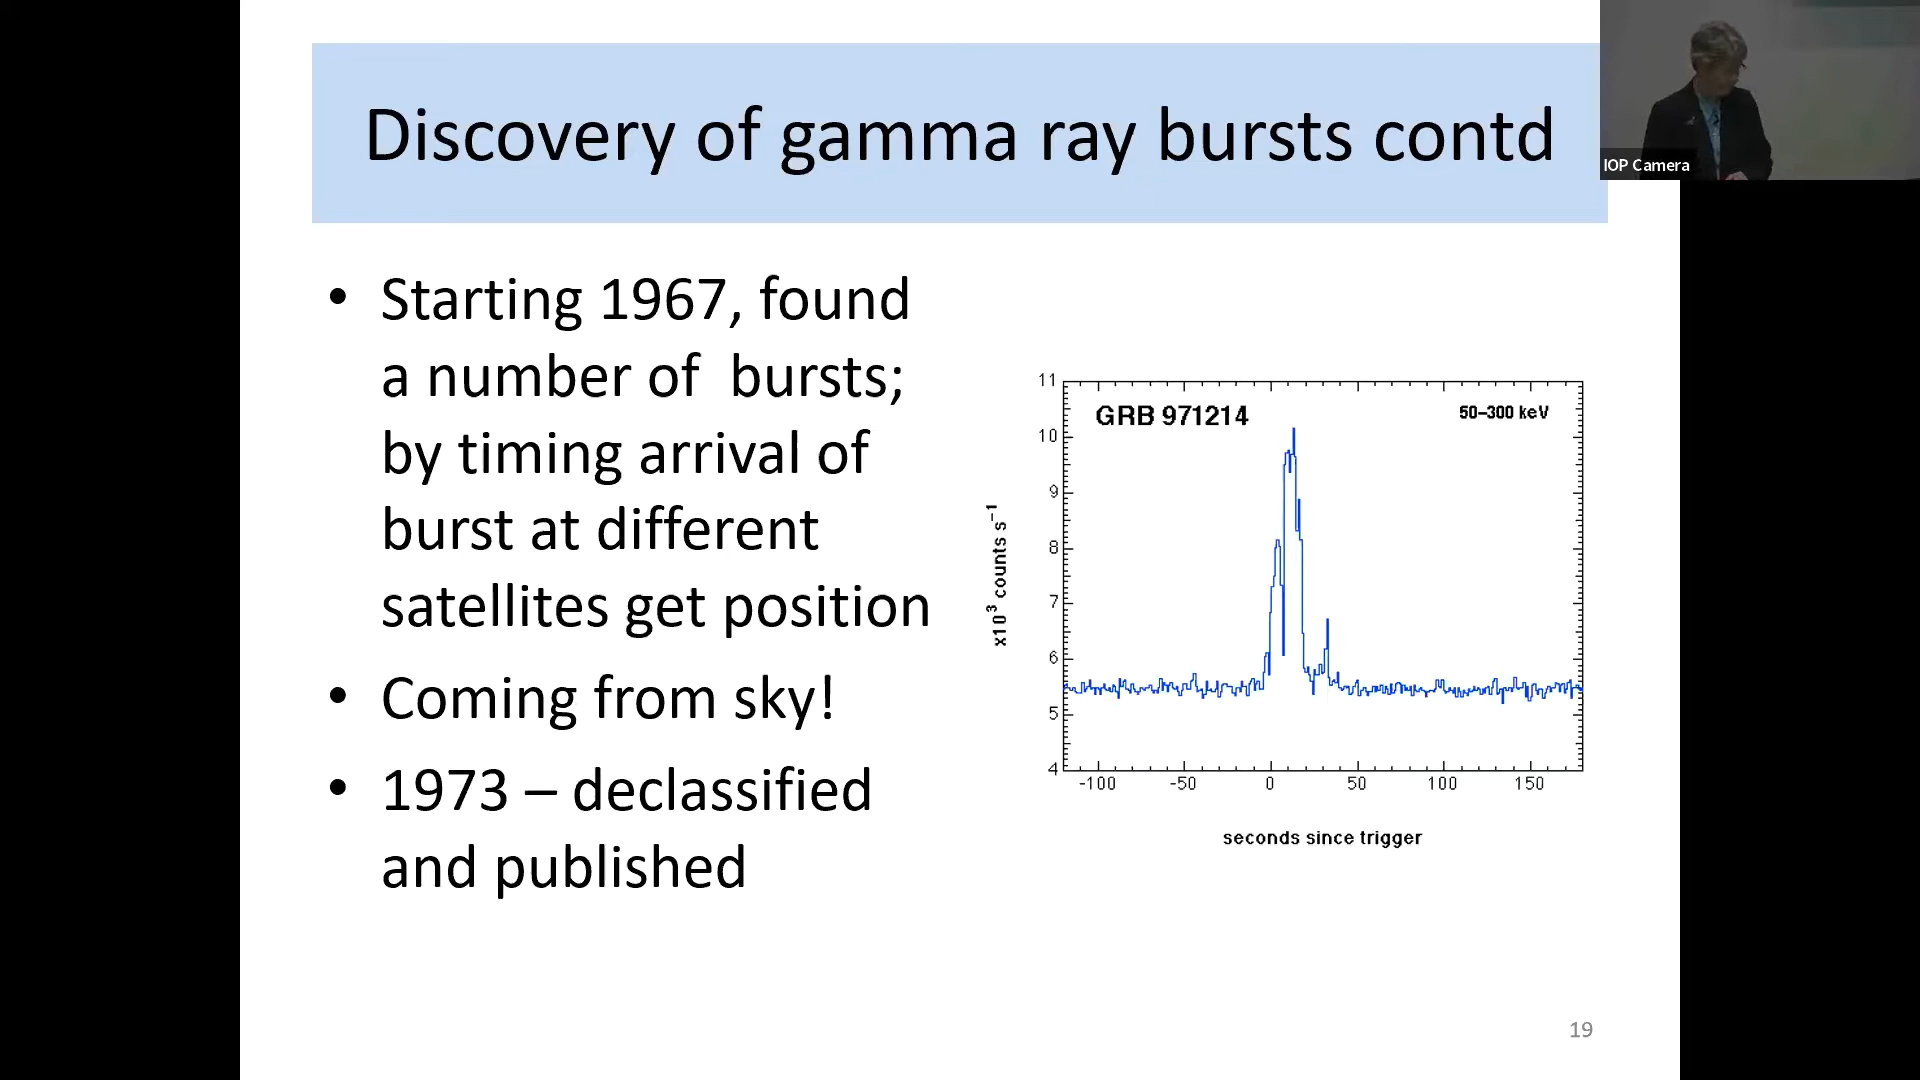 Discovery of gamma ray bursts contd
IOP Camera
• Starting 1967, found
a number of  bursts;
by timing arrival of
burst at different
satellites get position
• Coming from sky!
• 1973 – declassified
and published
GRB 971214
50–300 keV
x10³ counts s⁻¹
11
10
9
8
7
6
5
4
-100 -50 0 50 100 150
seconds since trigger
19